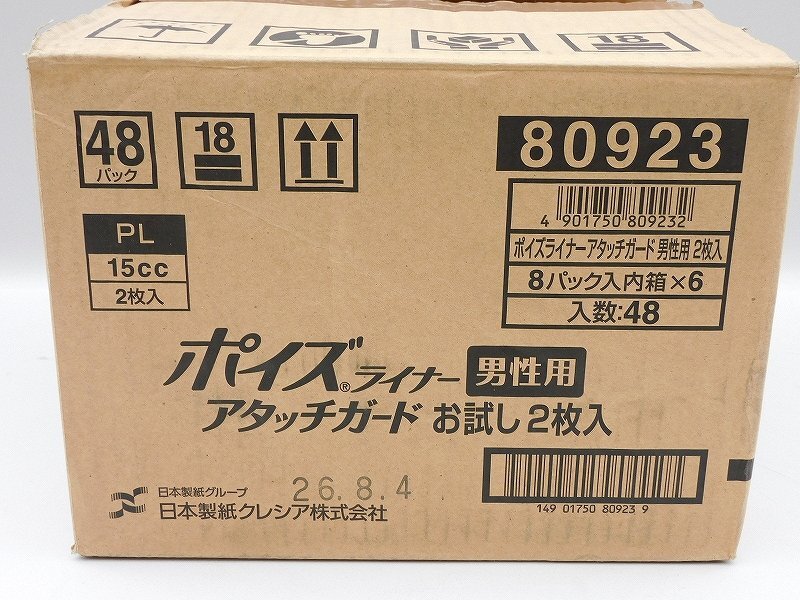 18
48
パック
18
80923
4 901750 809232
ポイズライナーアタッチガード 男性用 2枚入
8パック入内箱×6
入数:48
PL
15cc
2枚入
ポイズ®ライナー 男性用
アタッチガード お試し2枚入
日本製紙グループ
日本製紙クレシア株式会社
26.8.4
149 01750 80923 9